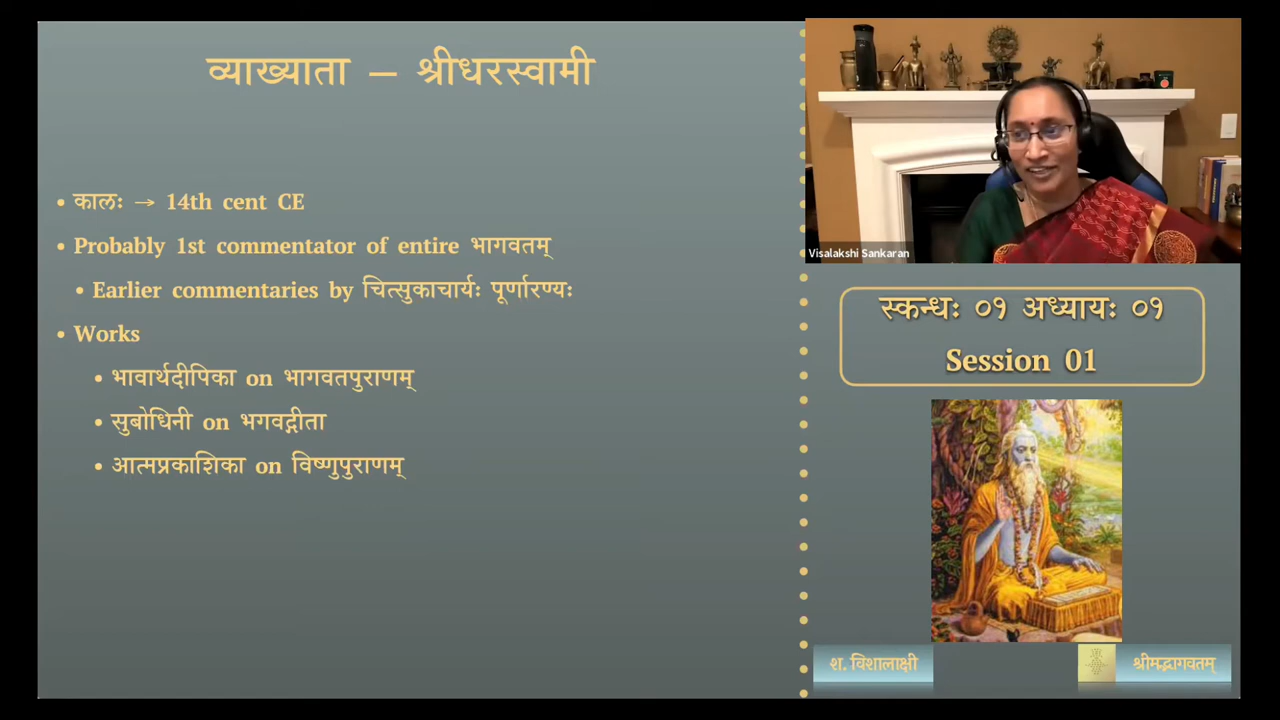 व्याख्याता – श्रीधरस्वामी
• कालः → 14th cent CE
• Probably 1st commentator of entire भागवतम्
• Earlier commentaries by चित्सुकाचार्यः पूर्णारण्यः
• Works
• भावार्थदीपिका on भागवतपुराणम्
• सुबोधिनी on भगवद्गीता
• आत्मप्रकाशिका on विष्णुपुराणम्
Visalakshi Sankaran
स्कन्धः ०१ अध्यायः ०१
Session 01
श. विशालाक्षी
श्रीमद्भागवतम्